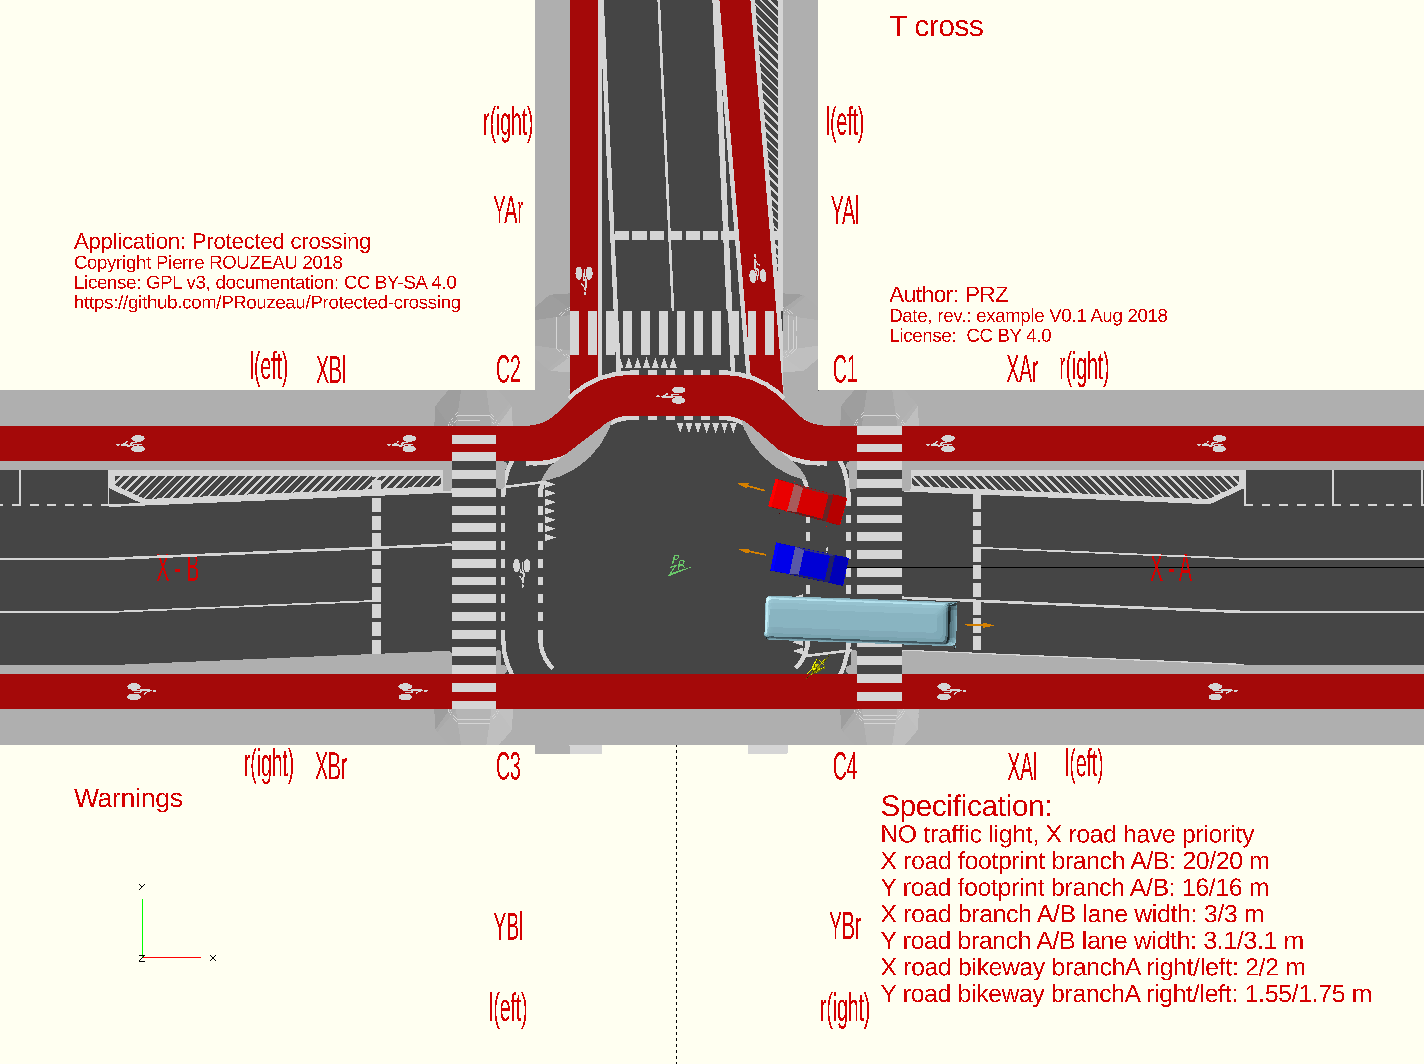 T cross
r(ight)
l(eft)
YAr
YAl
Application: Protected crossing
Copyright Pierre ROUZEAU 2018
License: GPL v3, documentation: CC BY-SA 4.0
https://github.com/PRouzeau/Protected-crossing
Author: PRZ
Date, rev.: example V0.1 Aug 2018
License:  CC BY 4.0
l(eft) XBl C2 C1 XAr r(ight)
X - B
X - A
r(ight) XBr C3 C4 XAl l(eft)
Warnings
Specification:
NO traffic light, X road have priority
X road footprint branch A/B: 20/20 m
Y road footprint branch A/B: 16/16 m
X road branch A/B lane width: 3/3 m
Y road branch A/B lane width: 3.1/3.1 m
X road bikeway branchA right/left: 2/2 m
Y road bikeway branchA right/left: 1.55/1.75 m
Y
Z
X
YBl
YBr
l(eft)
r(ight)